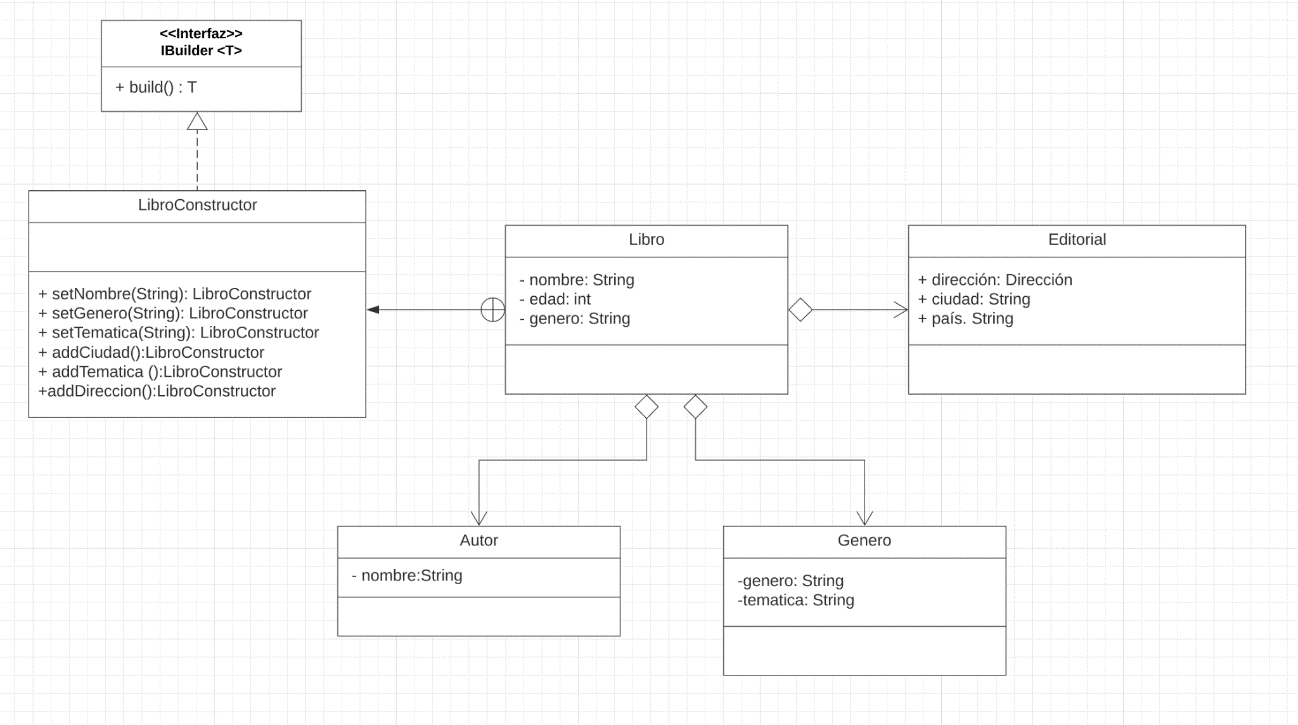 <<Interfaz>>
IBuilder <T>
+ build() : T
LibroConstructor
+ setNombre(String): LibroConstructor
+ setGenero(String): LibroConstructor
+ setTematica(String): LibroConstructor
+ addCiudad():LibroConstructor
+ addTematica ():LibroConstructor
+addDireccion():LibroConstructor
Libro
- nombre: String
- edad: int
- genero: String
Editorial
+ dirección: Dirección
+ ciudad: String
+ país. String
Autor
- nombre:String
Genero
-genero: String
-tematica: String